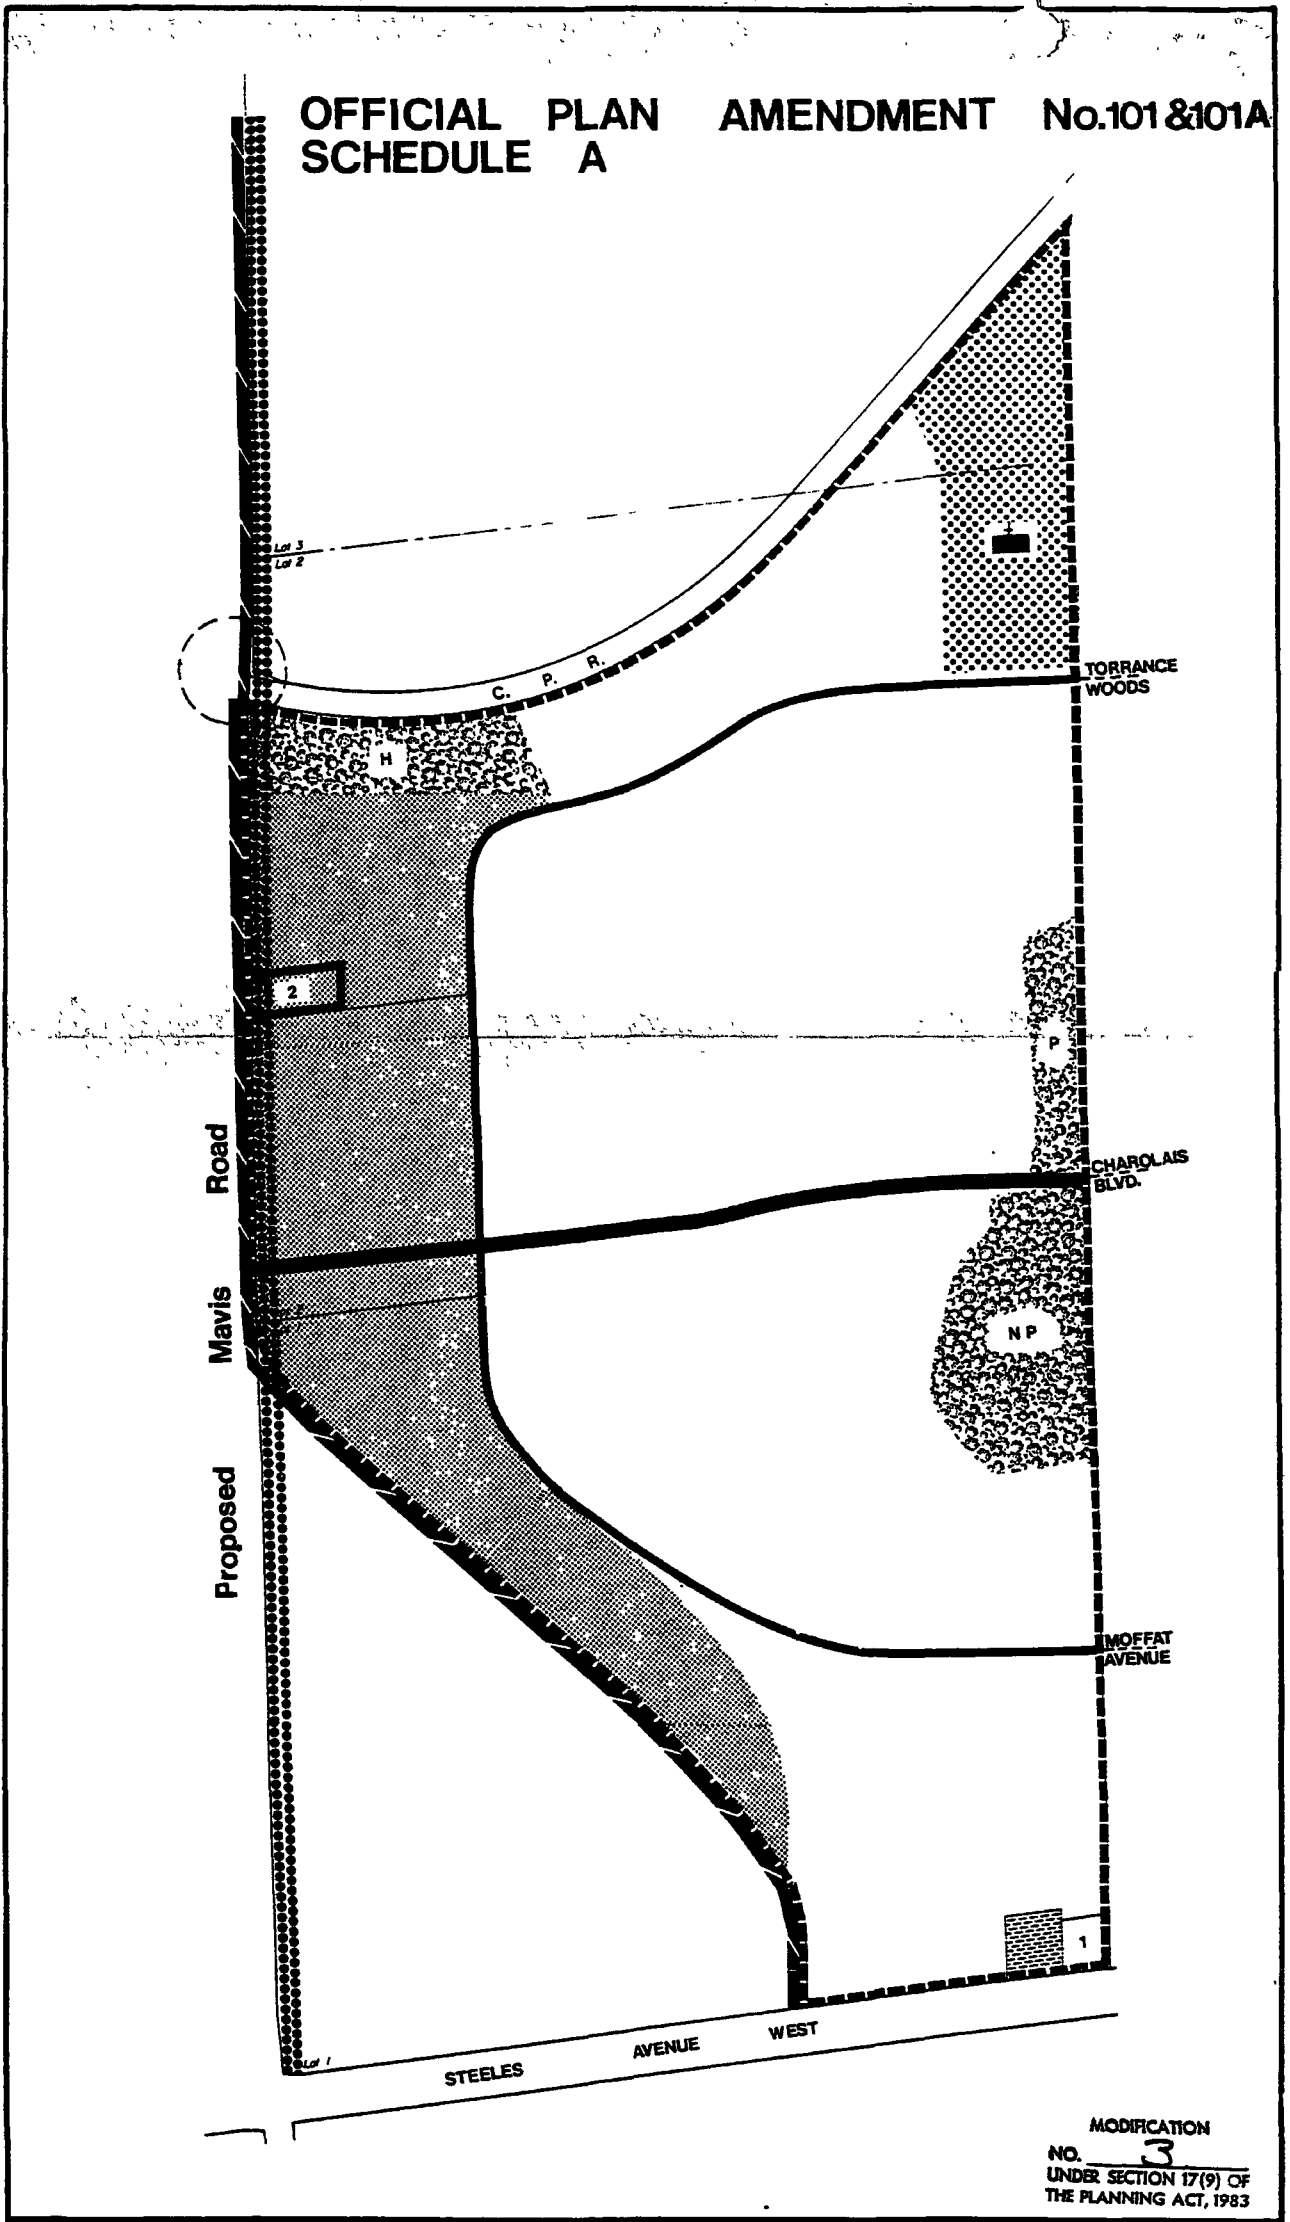 OFFICIAL PLAN AMENDMENT No.101 &101A
SCHEDULE A
Lot 3
Lot 2
C. P. R.
TORRANCE
WOODS
H
2
P
Road
CHAROLAIS
BLVD.
Mavis
NP
Proposed
MOFFAT
AVENUE
1
Lot 1
STEELES AVENUE WEST
MODIFICATION
NO. 3
UNDER SECTION 17(9) OF
THE PLANNING ACT, 1983